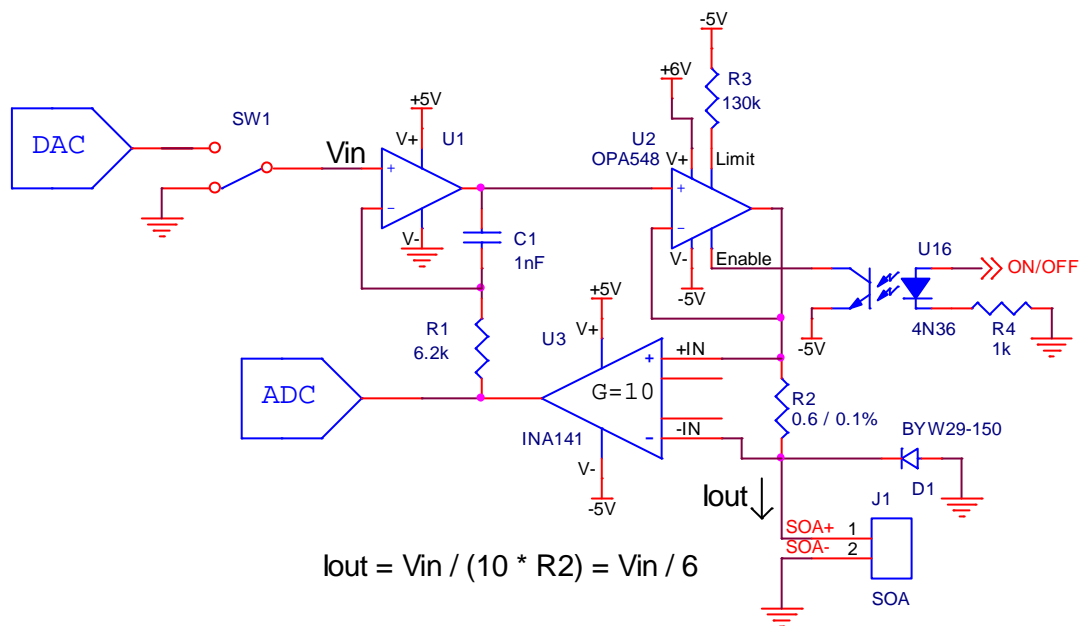 -5V
+6V
R3
130k
DAC
SW1
+5V
V+
U1
U2
OPA548
V+
Limit
Vin
+
-
+
-
V-
C1
1nF
V-
-5V
Enable
U16
ON/OFF
4N36
R4
1k
-5V
+5V
V+
U3
R1
6.2k
+
+IN
G=10
ADC
R2
0.6 / 0.1%
-IN
-
INA141
V-
-5V
BYW29-150
D1
Iout
J1
SOA+
1
SOA-
2
SOA
Iout = Vin / (10 * R2) = Vin / 6